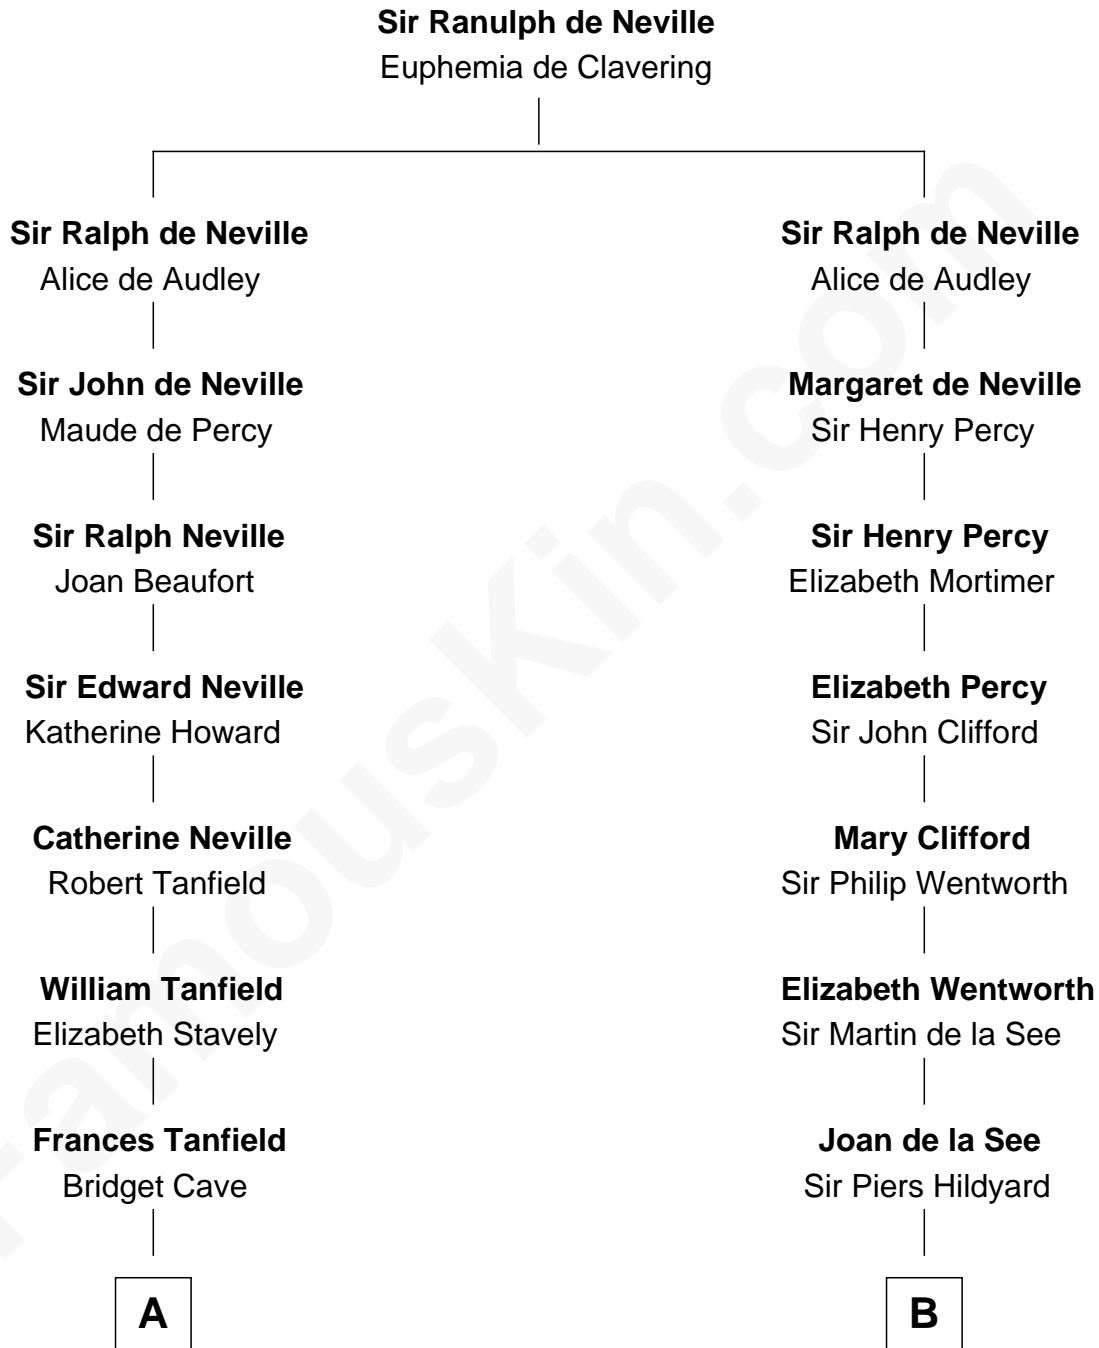 Sir Ranulph de Neville
Euphemia de Clavering
Sir Ralph de Neville
Alice de Audley
Sir John de Neville
Maude de Percy
Sir Ralph Neville
Joan Beaufort
Sir Edward Neville
Katherine Howard
Catherine Neville
Robert Tanfield
William Tanfield
Elizabeth Stavely
Frances Tanfield
Bridget Cave
A
Sir Ralph de Neville
Alice de Audley
Margaret de Neville
Sir Henry Percy
Sir Henry Percy
Elizabeth Mortimer
Elizabeth Percy
Sir John Clifford
Mary Clifford
Sir Philip Wentworth
Elizabeth Wentworth
Sir Martin de la See
Joan de la See
Sir Piers Hildyard
B
FamousKin.com